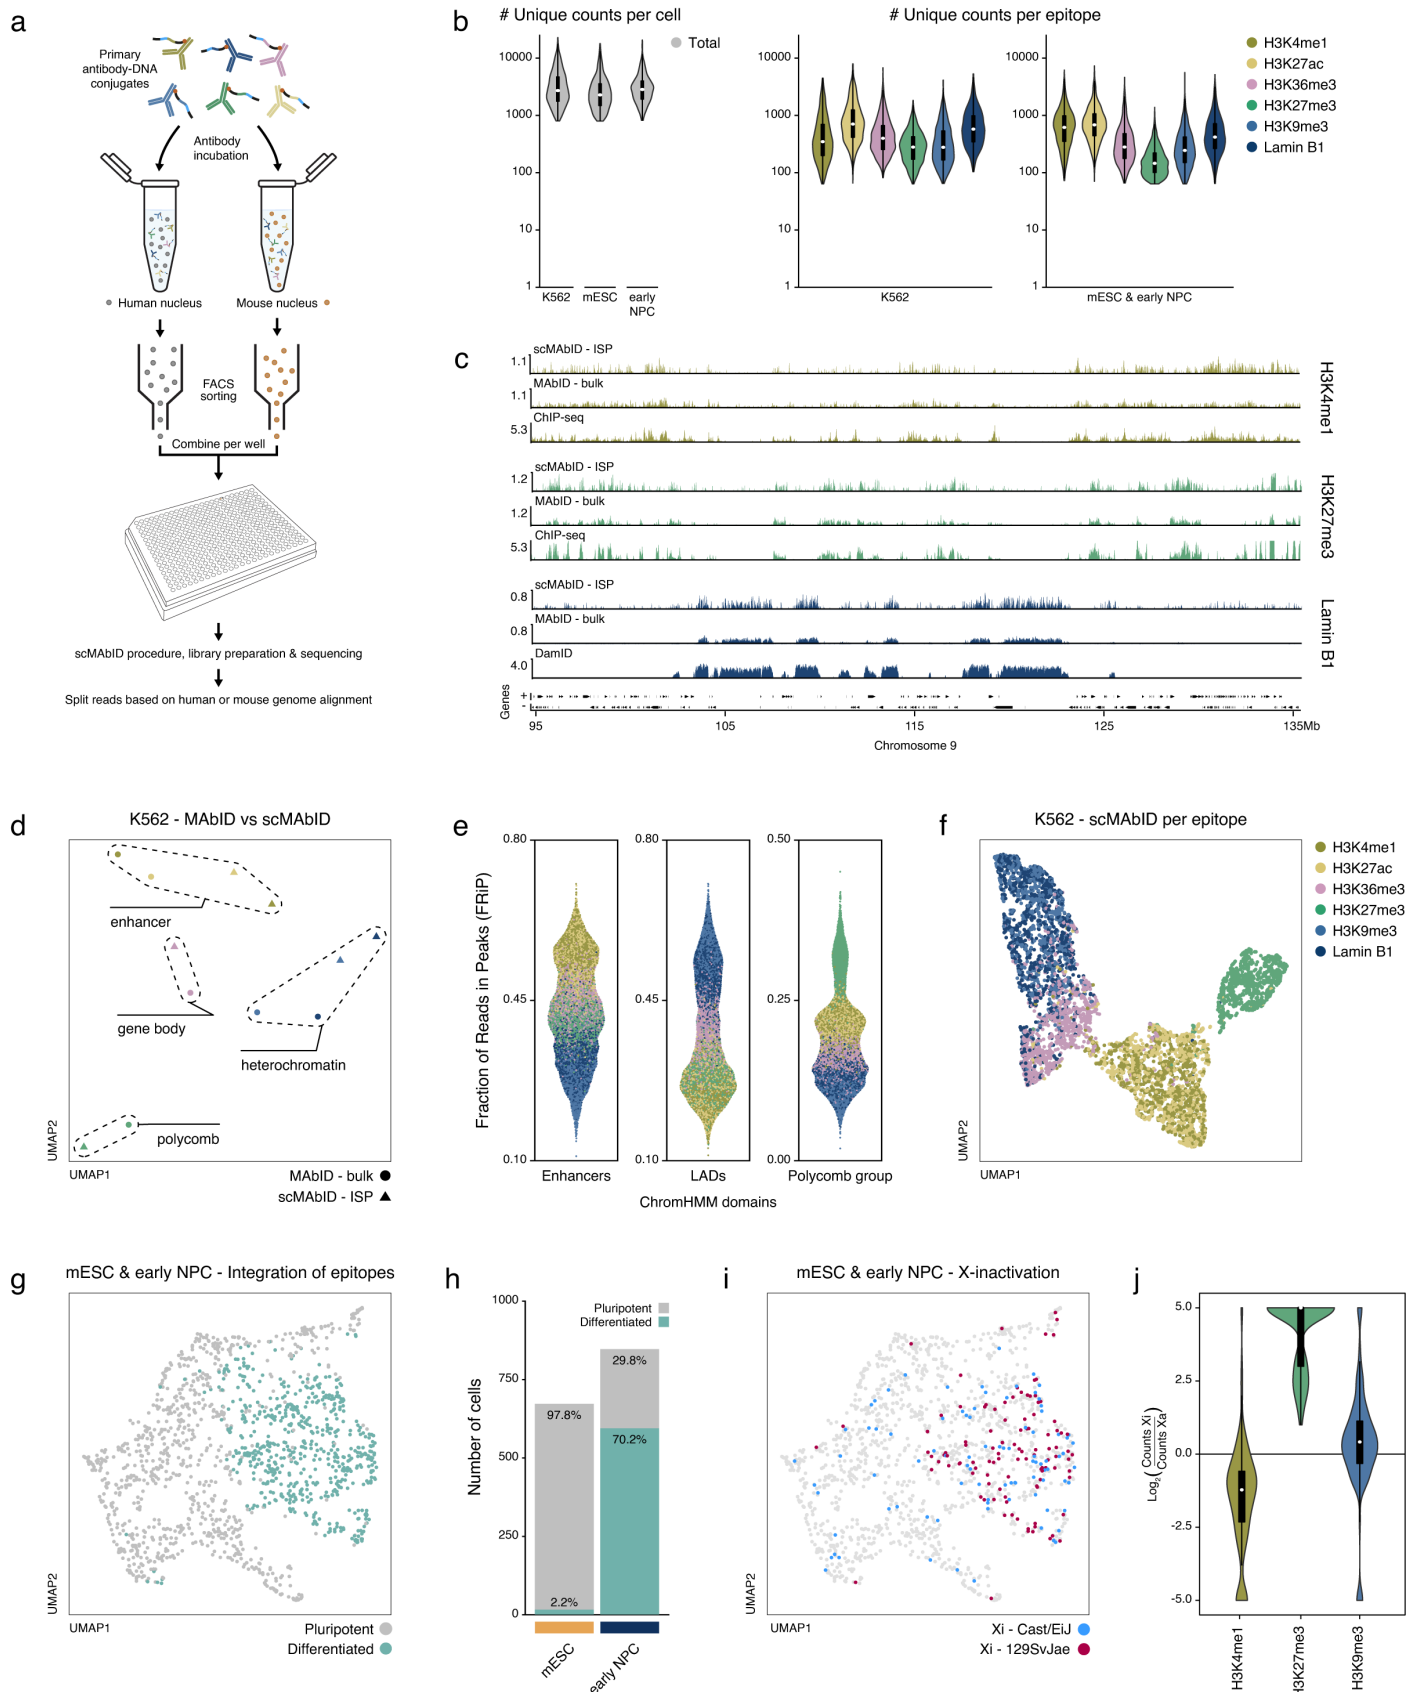 a
Primary
antibody-DNA
conjugates
Antibody
incubation
Human nucleus
Mouse nucleus
FACS
sorting
Combine per well
scMAbID procedure, library preparation & sequencing
Split reads based on human or mouse genome alignment
b
# Unique counts per cell
Total
10000
1000
100
10
1
K562
mESC
early
NPC
# Unique counts per epitope
10000
1000
100
10
1
K562
10000
1000
100
10
1
mESC & early NPC
H3K4me1
H3K27ac
H3K36me3
H3K27me3
H3K9me3
Lamin B1
c
scMAbID - ISP
1.1
MAbID - bulk
1.1
ChIP-seq
5.3
H3K4me1
scMAbID - ISP
1.2
MAbID - bulk
1.2
ChIP-seq
5.3
H3K27me3
scMAbID - ISP
0.8
MAbID - bulk
0.8
DamID
4.0
Lamin B1
Genes
+
-
95
105
115
125
135Mb
Chromosome 9
d
K562 - MAbID vs scMAbID
enhancer
gene body
heterochromatin
polycomb
UMAP2
UMAP1
MAbID - bulk
scMAbID - ISP
e
Fraction of Reads in Peaks (FRiP)
0.80
0.45
0.10
Enhancers
0.80
0.45
0.10
LADs
0.50
0.25
0.00
Polycomb group
ChromHMM domains
f
K562 - scMAbID per epitope
H3K4me1
H3K27ac
H3K36me3
H3K27me3
H3K9me3
Lamin B1
UMAP2
UMAP1
g
mESC & early NPC - Integration of epitopes
UMAP2
UMAP1
Pluripotent
Differentiated
h
Number of cells
1000
750
500
250
0
Pluripotent
Differentiated
97.8%
2.2%
29.8%
70.2%
mESC
early NPC
i
mESC & early NPC - X-inactivation
UMAP2
UMAP1
Xi - Cast/EiJ
Xi - 129SvJae
j
Log2(Counts Xi / Counts Xa)
5.0
2.5
0.0
-2.5
-5.0
H3K4me1
H3K27me3
H3K9me3